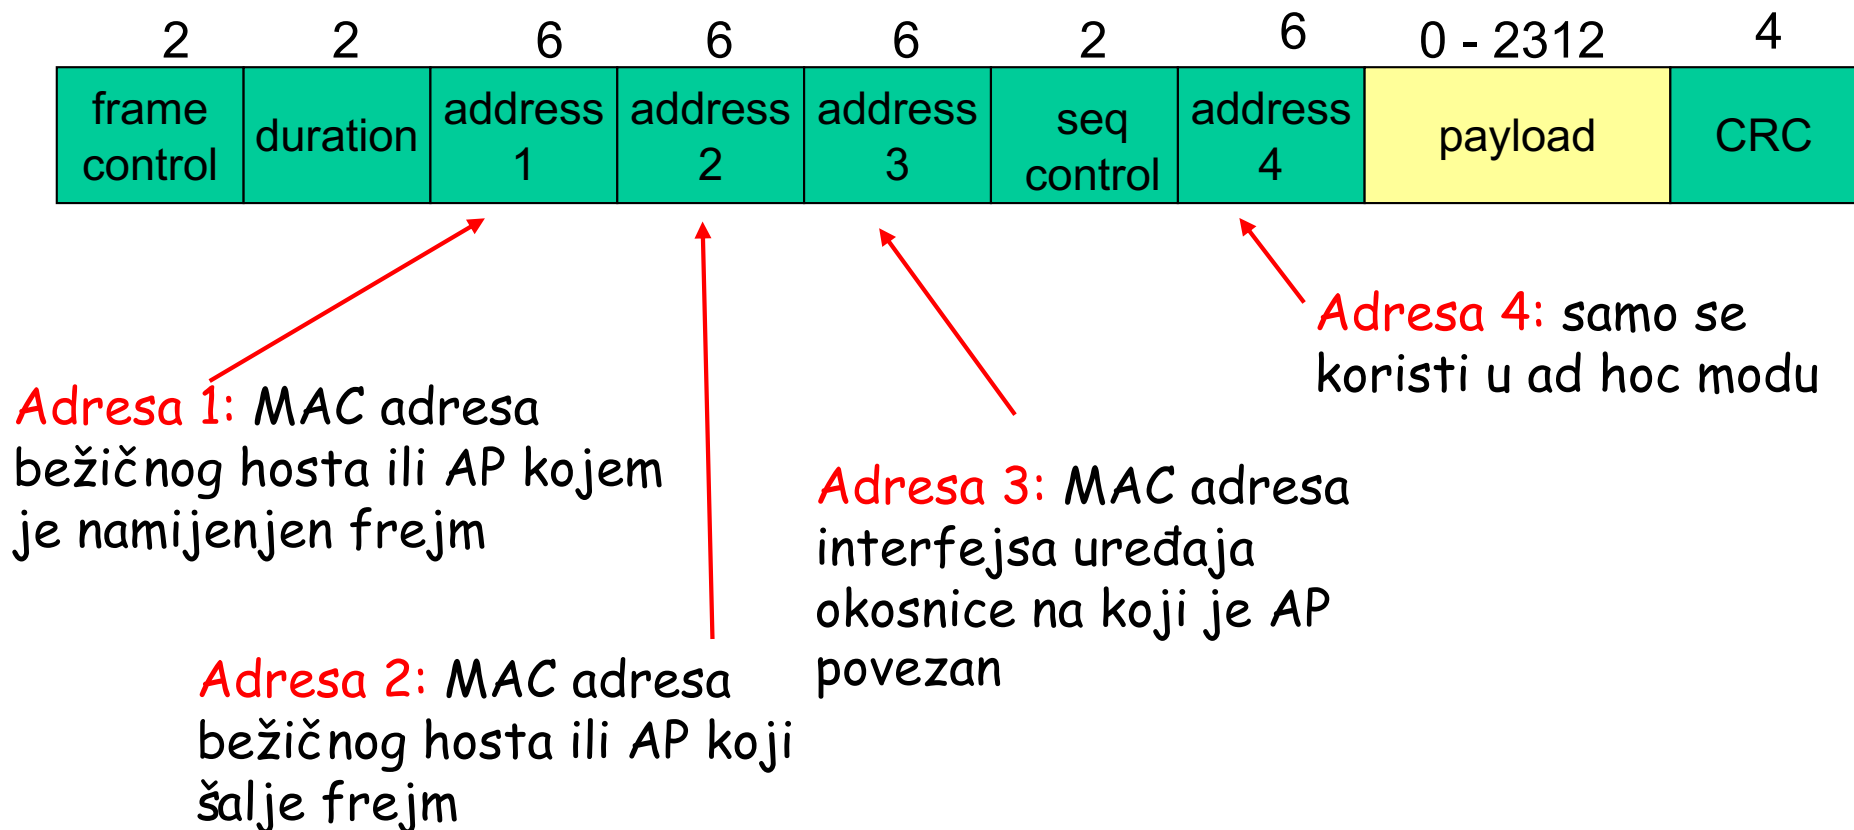 2 2 6 6 6 2 6 0 - 2312 4
frame control
duration
address 1
address 2
address 3
seq control
address 4
payload
CRC
Adresa 4: samo se
koristi u ad hoc modu
Adresa 1: MAC adresa
bežičnog hosta ili AP kojem
je namijenjen frejm
Adresa 3: MAC adresa
interfejsa uređaja
okosnice na koji je AP
povezan
Adresa 2: MAC adresa
bežičnog hosta ili AP koji
šalje frejm